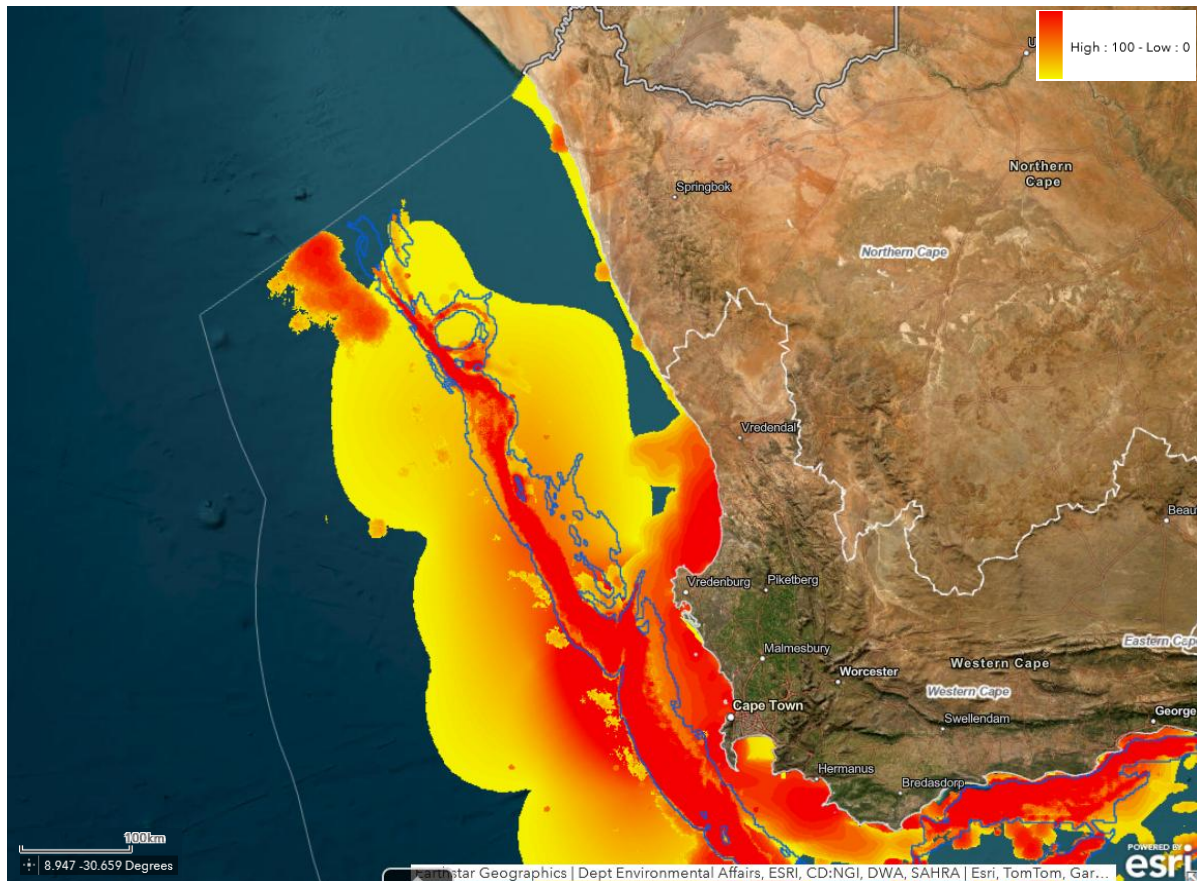 High : 100 - Low : 0
U
Northern
Cape
Springbok
Northern Cape
Vredendal
Beau
Vredenburg
Piketberg
Malmesbury
Eastern Cape
Worcester
Western Cape
Western Cape
Cape Town
George
Swellendam
Hermanus
Bredasdorp
100km
8.947 -30.659 Degrees
POWERED BY
esri
Earthstar Geographics | Dept Environmental Affairs, ESRI, CD:NGI, DWA, SAHRA | Esri, TomTom, Gar...